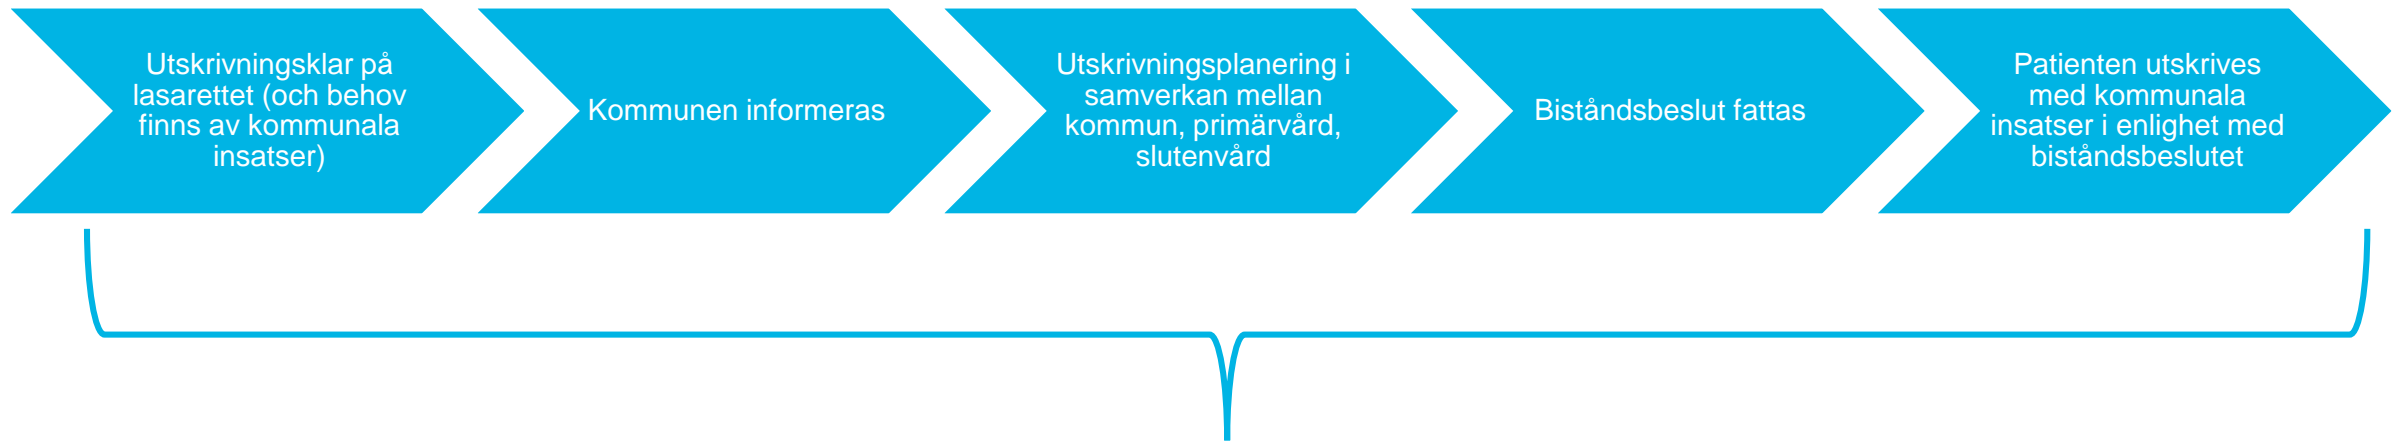 Utskrivningsklar på
lasarettet (och behov
finns av kommunala
insatser)
Kommunen informeras
Utskrivningsplanering i
samverkan mellan
kommun, primärvård,
slutenvård
Biståndsbeslut fattas
Patienten utskrives
med kommunala
insatser i enlighet med
biståndsbeslutet